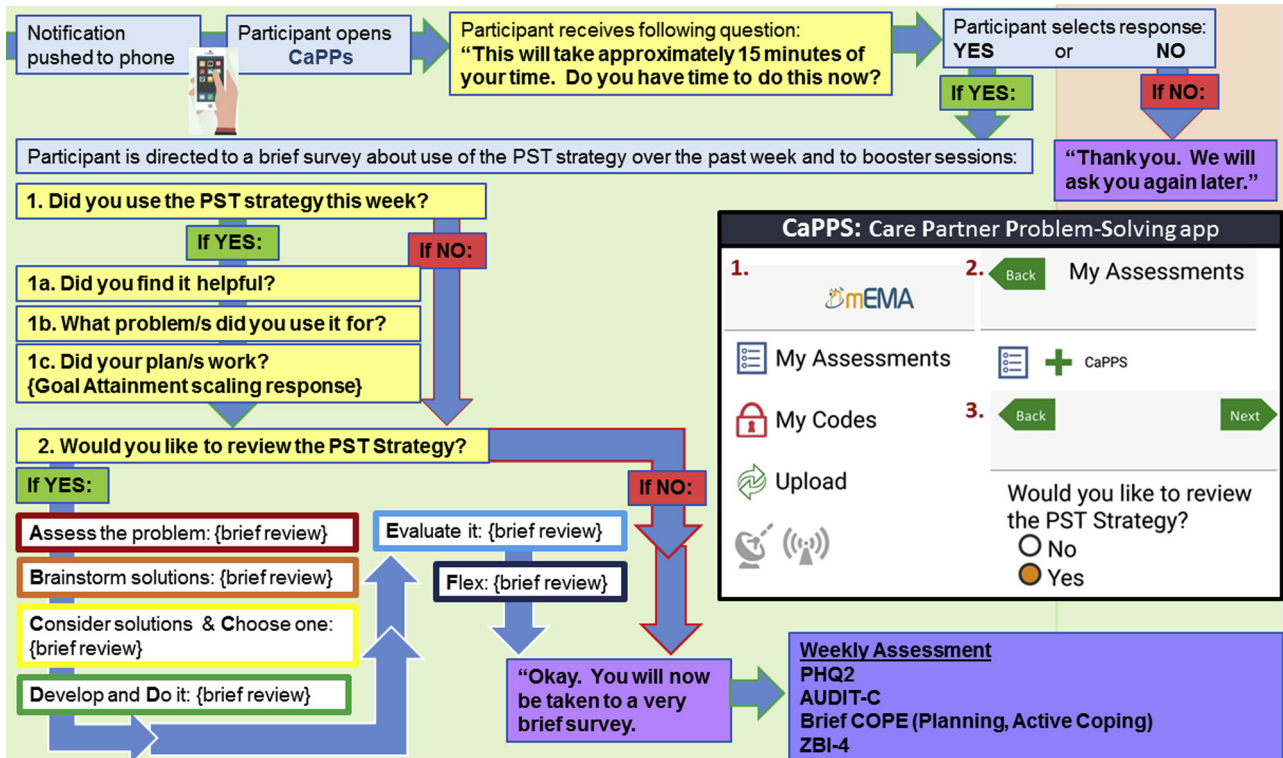 Notification
pushed to phone
Participant opens
CaPPs
Participant receives following question:
“This will take approximately 15 minutes of
your time.  Do you have time to do this now?
Participant selects response:
YES or NO
If YES:
If NO:
“Thank you.  We will
ask you again later.”
Participant is directed to a brief survey about use of the PST strategy over the past week and to booster sessions:
1. Did you use the PST strategy this week?
If YES:
If NO:
1a. Did you find it helpful?
1b. What problem/s did you use it for?
1c. Did your plan/s work?
{Goal Attainment scaling response}
2. Would you like to review the PST Strategy?
If YES:
If NO:
Assess the problem: {brief review}
Brainstorm solutions: {brief review}
Consider solutions & Choose one:
{brief review}
Develop and Do it: {brief review}
Evaluate it: {brief review}
Flex: {brief review}
“Okay.  You will now
be taken to a very
brief survey.
Weekly Assessment
PHQ2
AUDIT-C
Brief COPE (Planning, Active Coping)
ZBI-4
CaPPS: Care Partner Problem-Solving app
1.
mEMA
My Assessments
My Codes
Upload
2.
Back
My Assessments
CaPPS
3.
Back
Next
Would you like to review
the PST Strategy?
No
Yes